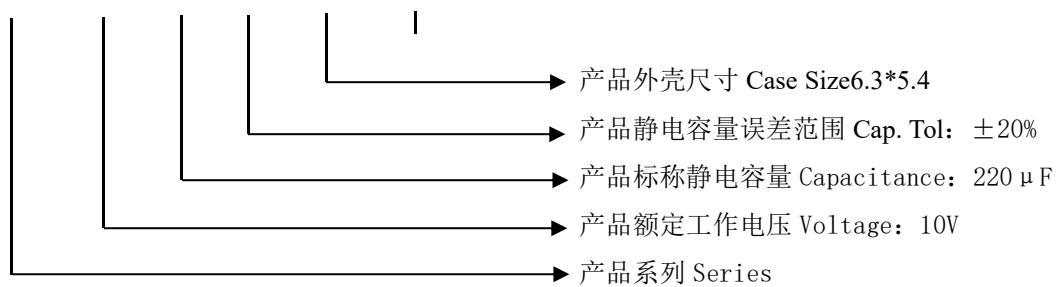 产品外壳尺寸 Case Size6.3*5.4
产品静电容量误差范围 Cap. Tol：±20%
产品标称静电容量 Capacitance：220μF
产品额定工作电压 Voltage：10V
产品系列 Series